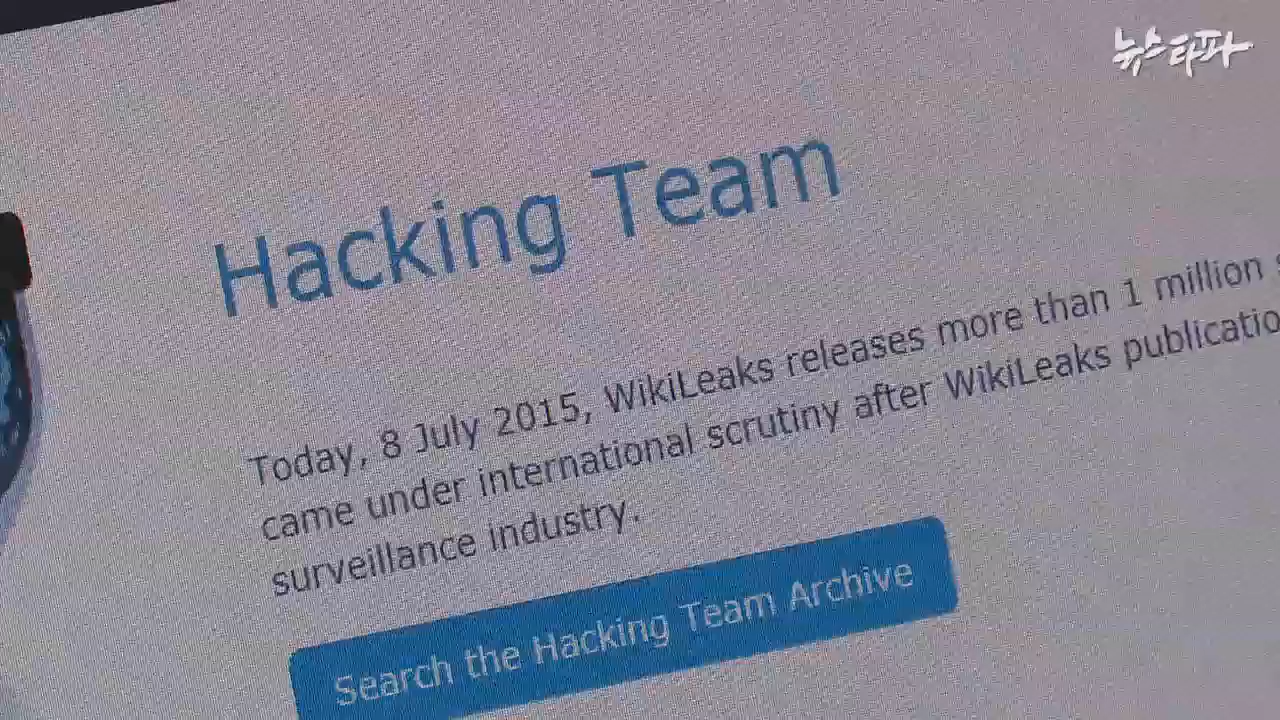 뉴스타파
Hacking Team
Today, 8 July 2015, WikiLeaks releases more than 1 million
came under international scrutiny after WikiLeaks
surveillance industry.
Search the Hacking Team Archive